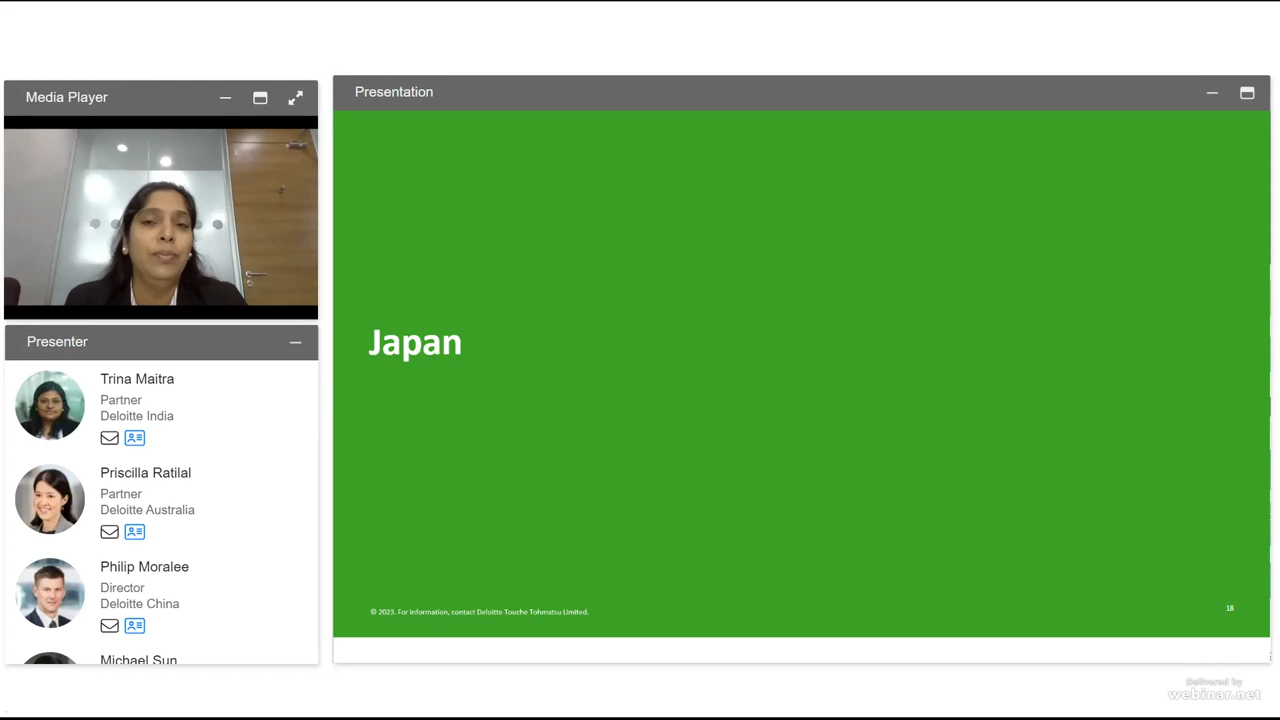 Media Player
Presentation
Japan
Presenter
Trina Maitra
Partner
Deloitte India
Priscilla Ratilal
Partner
Deloitte Australia
Philip Moralee
Director
Deloitte China
Michael Sun
© 2023. For information, contact Deloitte Touche Tohmatsu Limited.
18
Delivered by
webinar.net